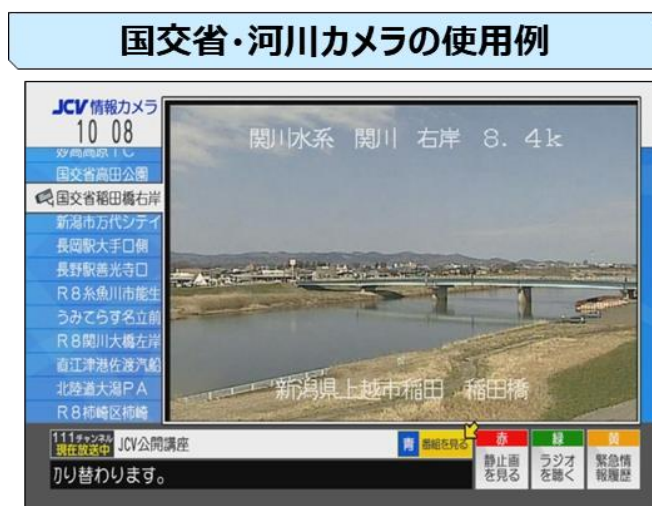 国交省・河川カメラの使用例
JCV 情報カメラ
10 08
妙高高原IC
国交省高田公園
国交省稲田橋右岸
新潟市万代シテイ
長岡駅大手口側
長野駅善光寺口
R8糸魚川市能生
うみてらす名立前
R8関川大橋左岸
直江津港佐渡汽船
北陸道大潟PA
R8柿崎区柿崎
関川水系 関川 右岸 8.4k
新潟県上越市稲田 稲田橋
111チャンネル
現在放送中
JCV公開講座
青 番組を見る
切り替わります。
赤
静止画
を見る
緑
ラジオ
を聴く
黄
緊急情
報履歴